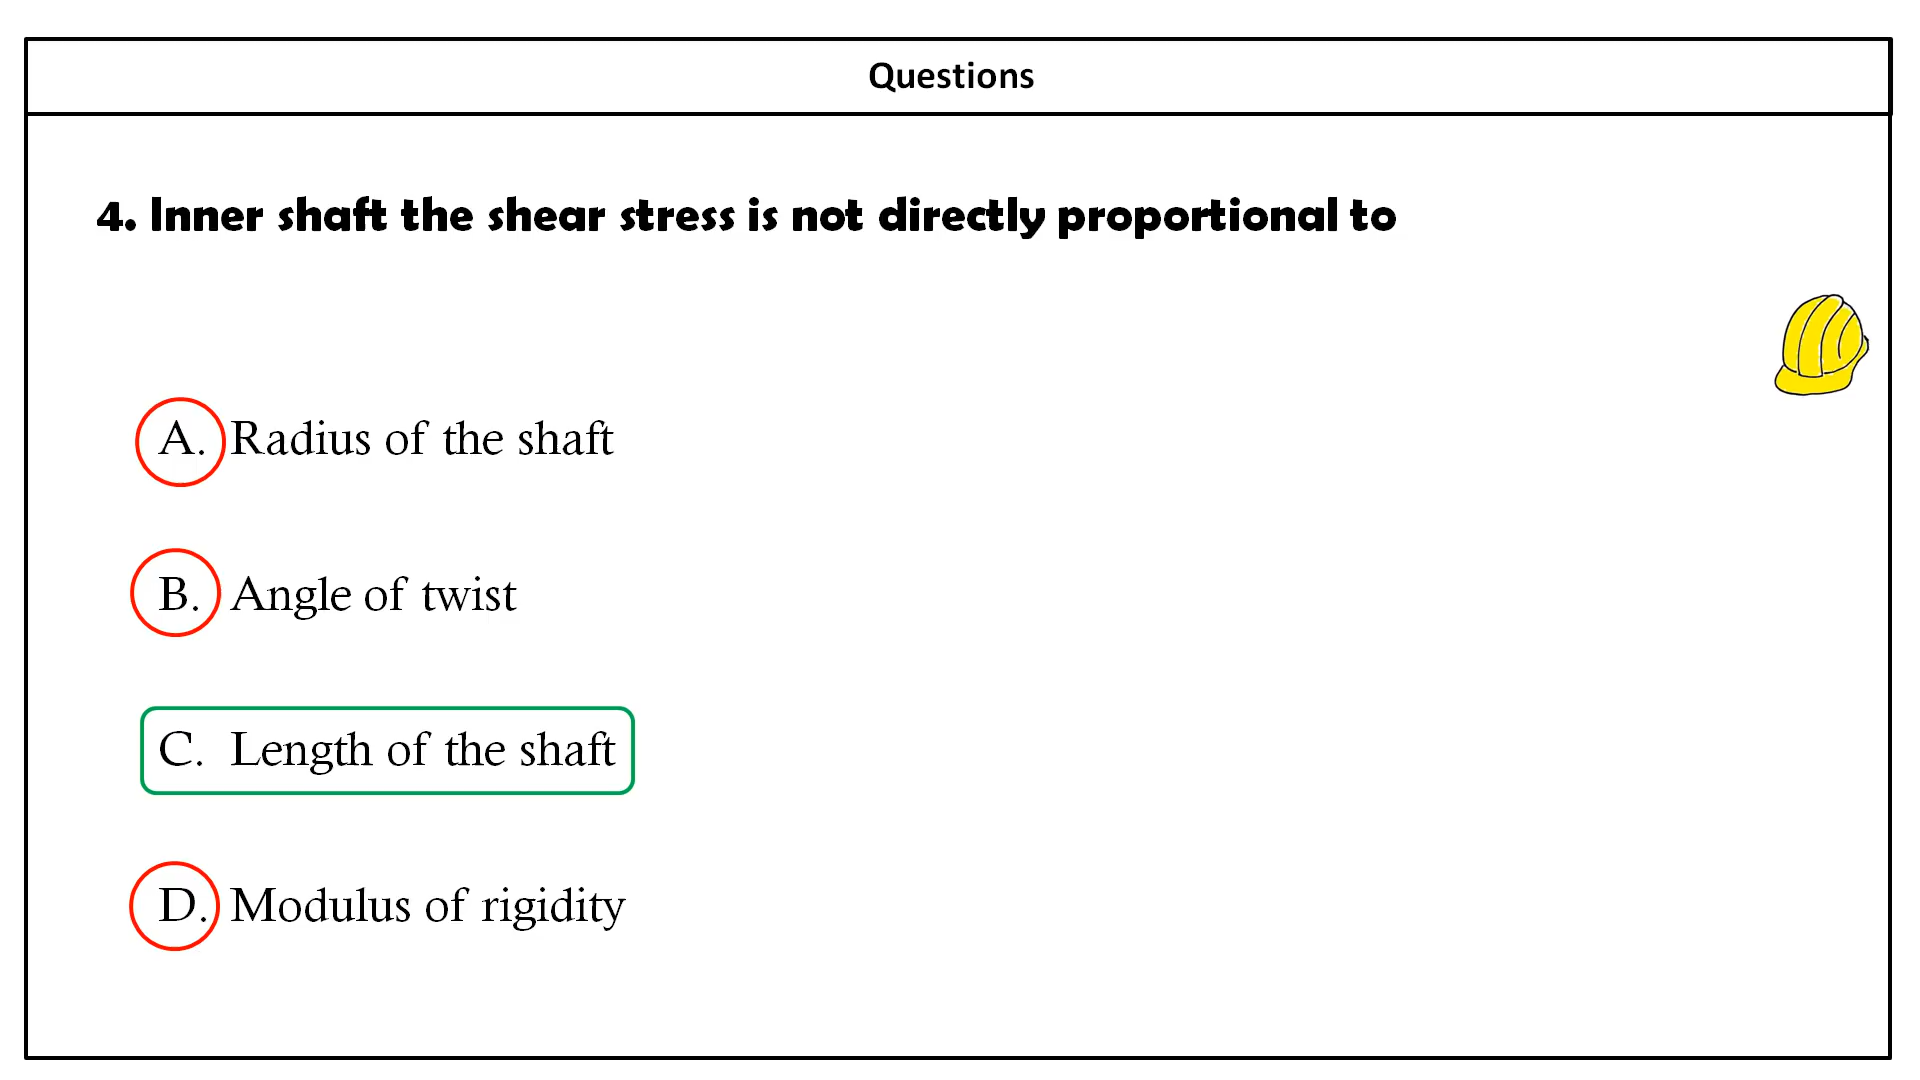 Questions
4. Inner shaft the shear stress is not directly proportional to
A. Radius of the shaft
B. Angle of twist
C. Length of the shaft
D. Modulus of rigidity